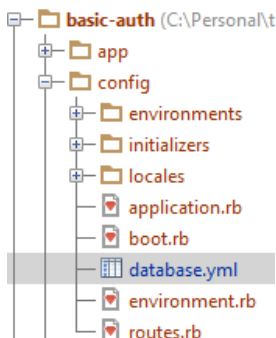 basic-auth (C:\Personal\t
app
config
environments
initializers
locales
application.rb
boot.rb
database.yml
environment.rb
routes.rb